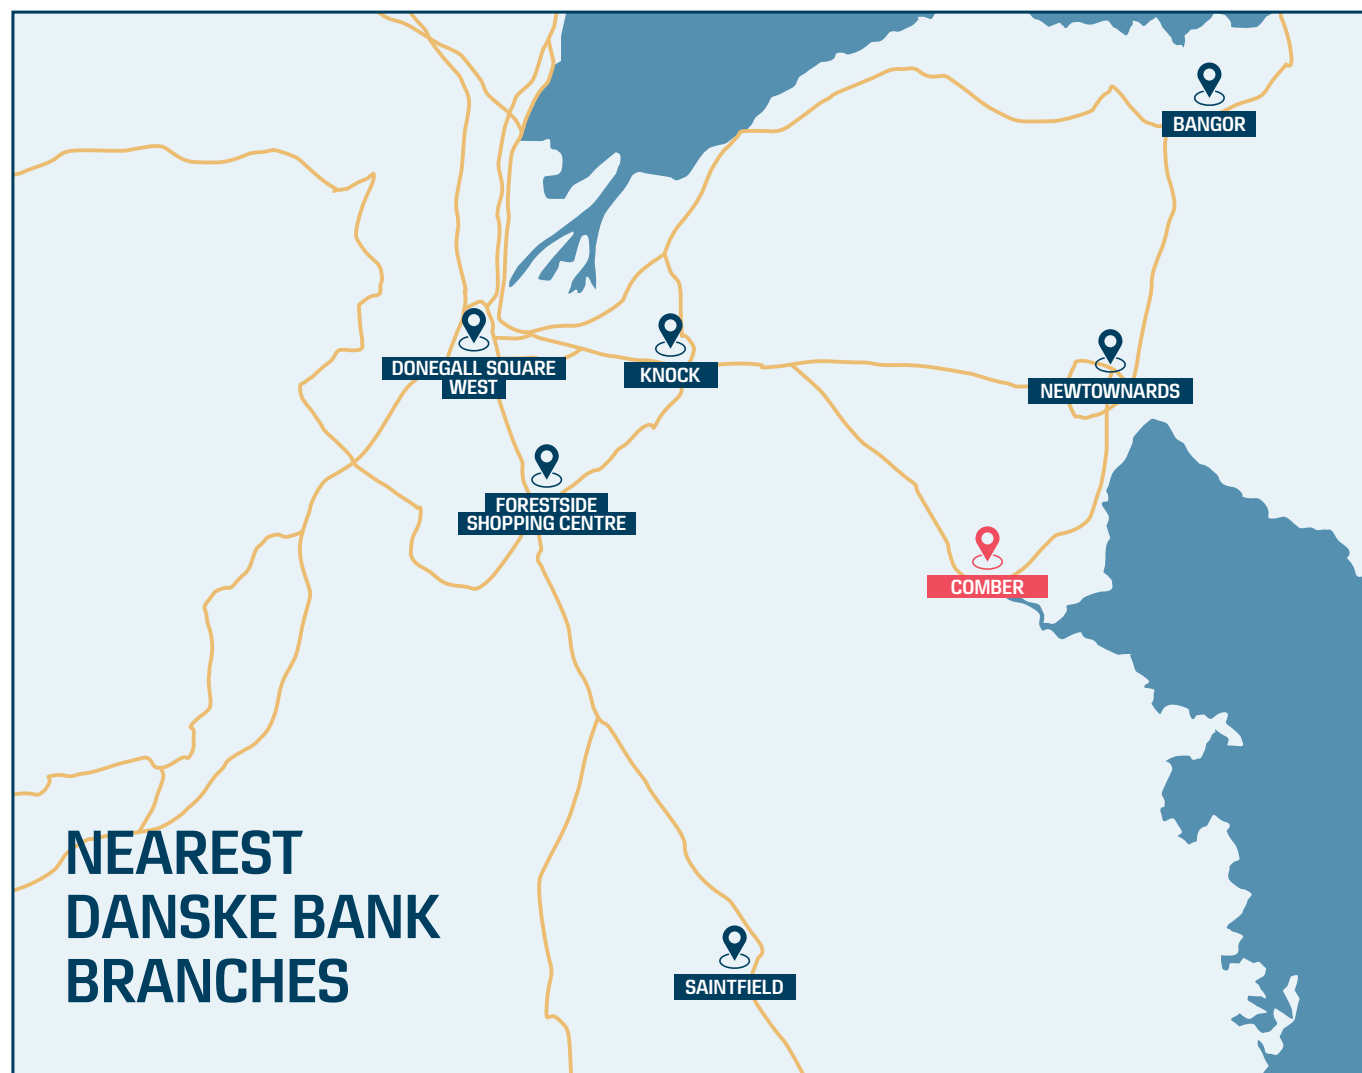 BANGOR
DONEGALL SQUARE
WEST
KNOCK
NEWTOWNARDS
FORESTSIDE
SHOPPING CENTRE
COMBER
NEAREST
DANSKE BANK
BRANCHES
SAINTFIELD